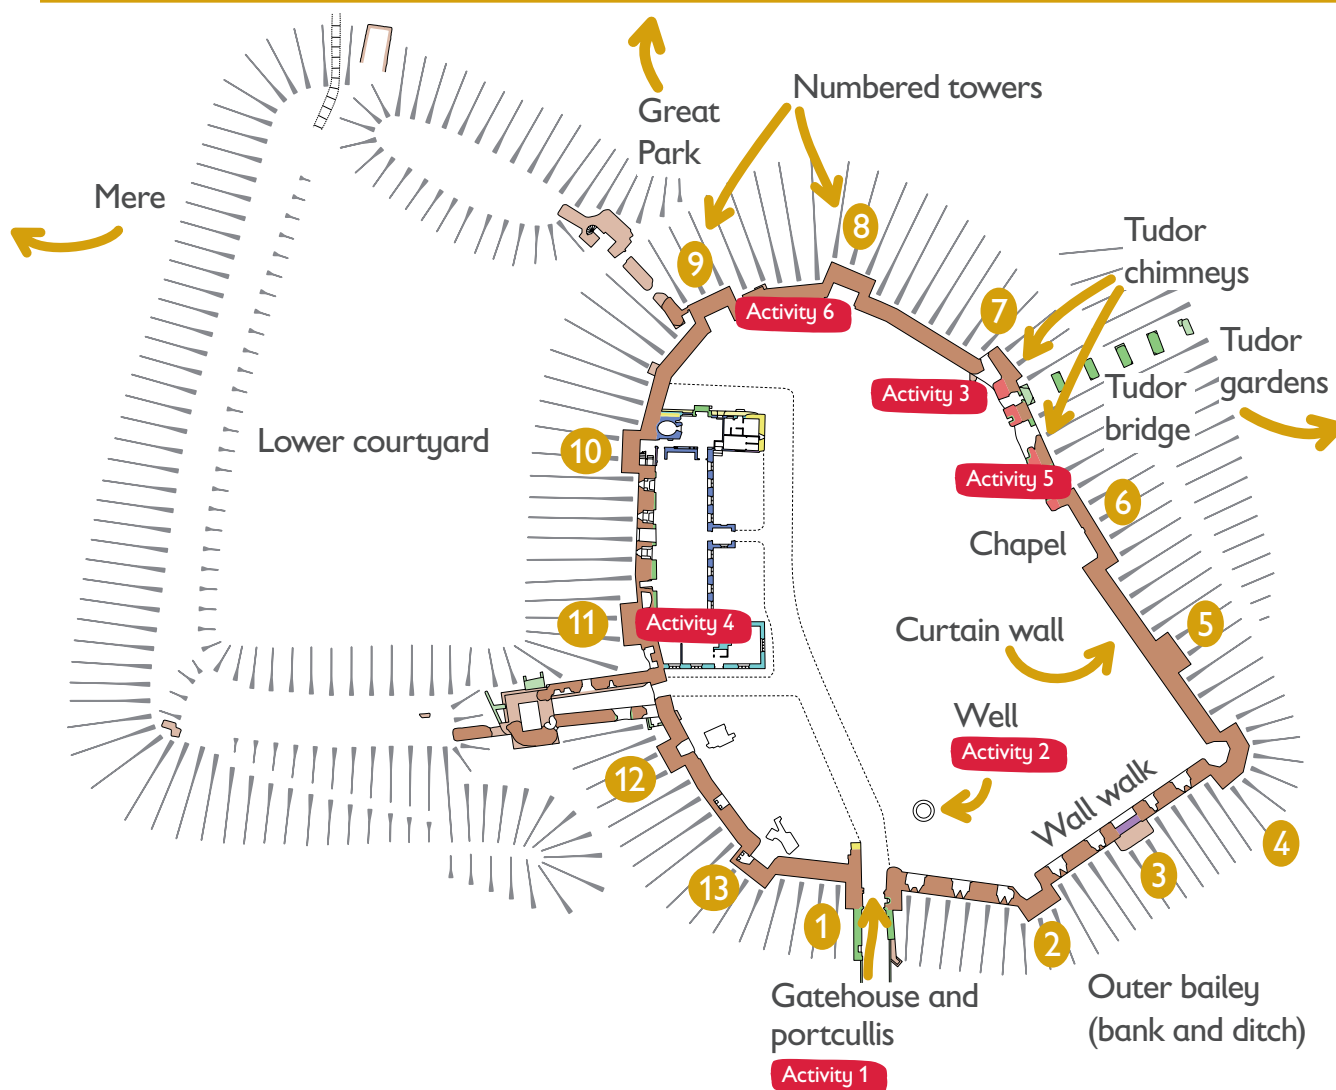 Numbered towers
Great
Park
Mere
8
9
Tudor
chimneys
7
Activity 6
Tudor
gardens
Activity 3
Tudor
bridge
Lower courtyard
10
Activity 5
6
Chapel
11
Activity 4
5
Curtain wall
Well
Activity 2
12
Wall walk
4
3
13
1
2
Gatehouse and
portcullis
Activity 1
Outer bailey
(bank and ditch)